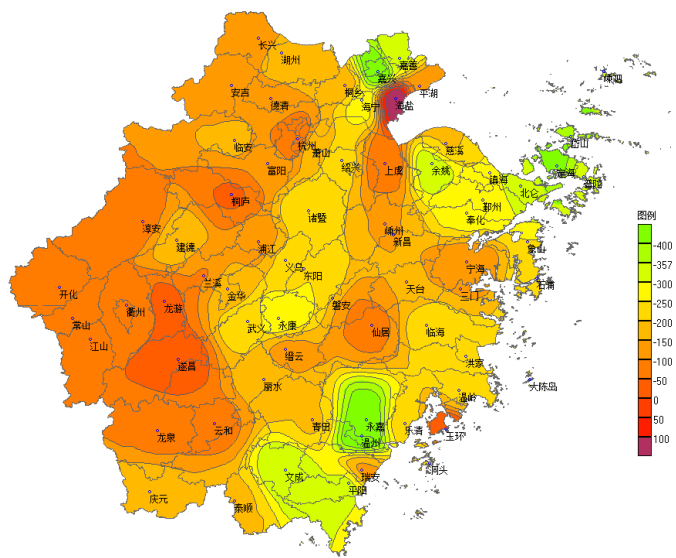 长兴
湖州
嘉善
嘉兴
嵊泗
安吉
德清
桐乡
平湖
海宁
海盐
临安
杭州
萧山
慈溪
岱山
富阳
绍兴
上虞
余姚
镇海
定海
普陀
桐庐
北仑
鄞州
诸暨
奉化
图例
淳安
嵊州
建德
浦江
新昌
象山
-400
-357
义乌
宁海
-300
东阳
兰溪
天台
石浦
-250
开化
金华
三门
-200
衢州
龙游
磐安
常山
武义
永康
仙居
临海
-150
江山
缙云
-100
遂昌
洪家
-50
丽水
大陈岛
温岭
0
龙泉
云和
青田
永嘉
乐清
玉环
50
温州
100
文成
瑞安
洞头
平阳
庆元
泰顺